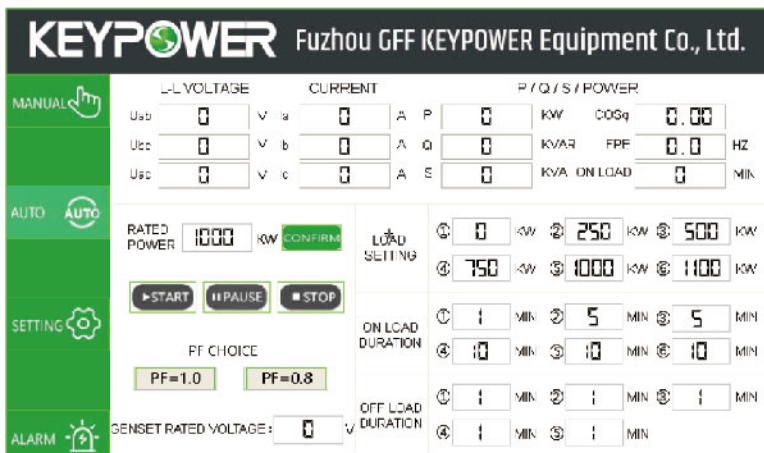 KEYPOWER Fuzhou GFF KEYPOWER Equipment Co., Ltd.
MANUAL
L-L VOLTAGE CURRENT P / Q / S / POWER
Uab 0 V Ia 0 A P 0 KW COSq 0.00
Ubc 0 V b 0 A Q 0 KVAR FPE 0.0 HZ
Uac 0 V c 0 A S 0 KVA ON LOAD 0 MIN
AUTO AUTO
RATED POWER 1000 KW CONFIRM
LOAD SETTING
① 0 KW ② 250 KW ③ 500 KW
④ 750 KW ⑤ 1000 KW ⑥ 1100 KW
START PAUSE STOP
SETTING
ON LOAD DURATION
① 1 MIN ② 5 MIN ③ 5 MIN
④ 10 MIN ⑤ 10 MIN ⑥ 10 MIN
PF CHOICE
PF=1.0 PF=0.8
OFF LOAD DURATION
① 1 MIN ② 1 MIN ③ 1 MIN
④ 1 MIN ⑤ 1 MIN
GENSET RATED VOLTAGE: 0 V
ALARM